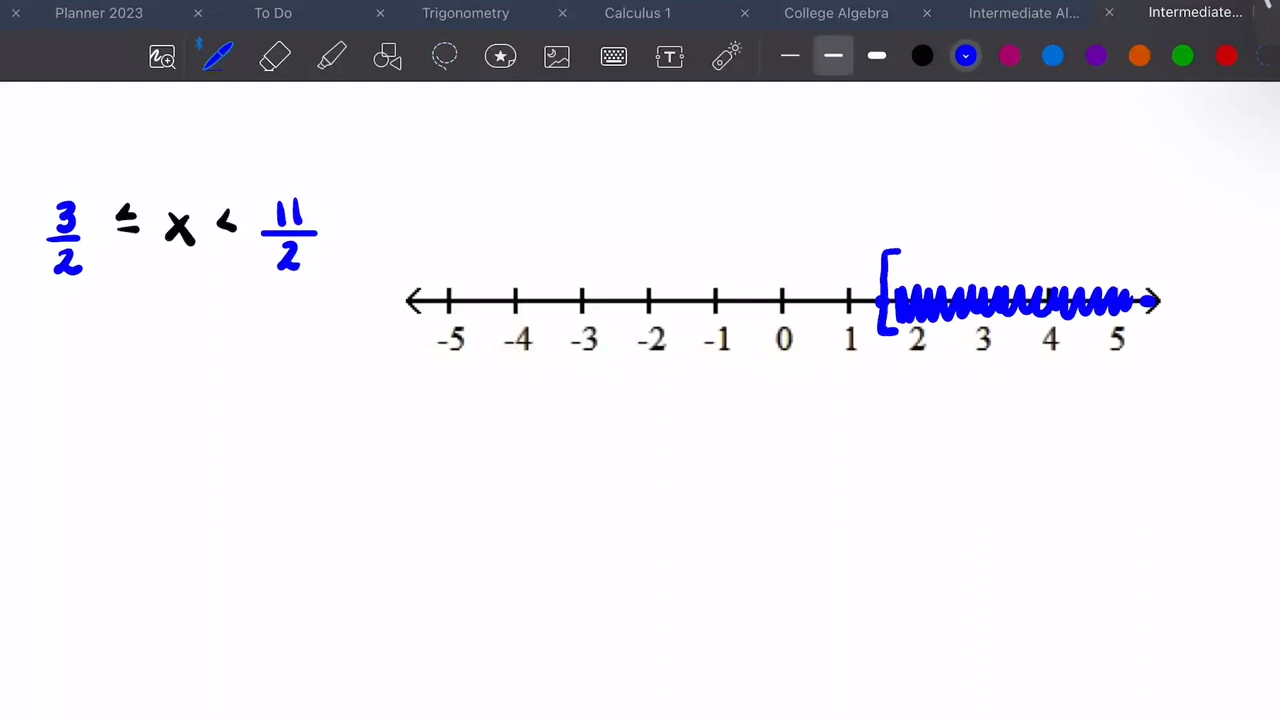 Planner 2023 To Do Trigonometry Calculus 1 College Algebra Intermediate Al... Intermediate...
T
3/2 ≤ x < 11/2
-5 -4 -3 -2 -1 0 1 2 3 4 5